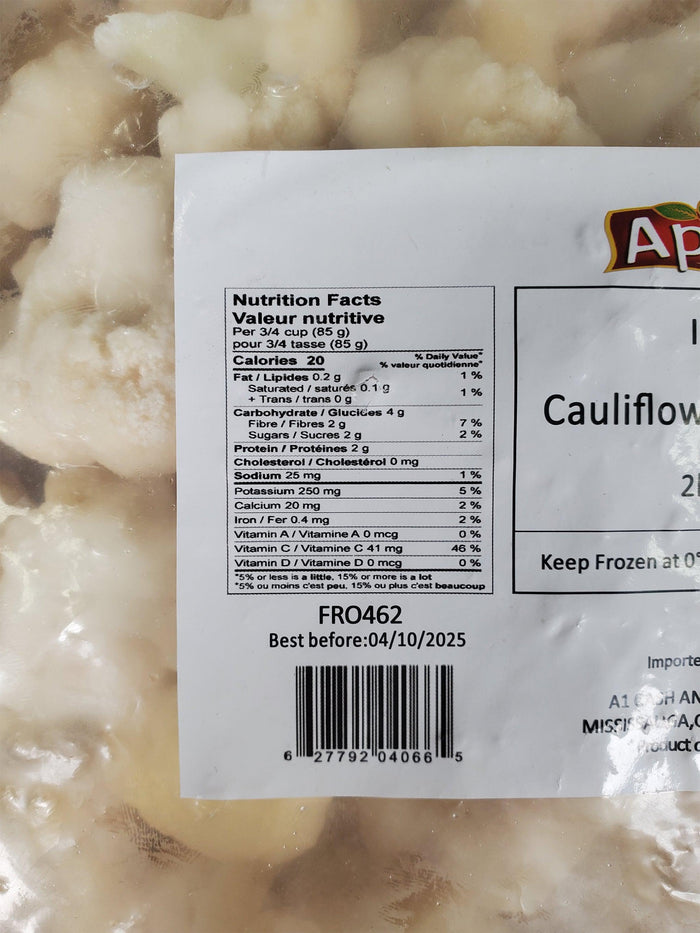 Ap
Nutrition Facts
Valeur nutritive
Per 3/4 cup (85 g)
pour 3/4 tasse (85 g)
Calories 20
% Daily Value*
% valeur quotidienne*
Fat / Lipides 0.2 g 1 %
Saturated / saturés 0.1 g
+ Trans / trans 0 g 1 %
Carbohydrate / Glucides 4 g
Fibre / Fibres 2 g 7 %
Sugars / Sucres 2 g 2 %
Protein / Protéines 2 g
Cholesterol / Cholestérol 0 mg
Sodium 25 mg 1 %
Potassium 250 mg 5 %
Calcium 20 mg 2 %
Iron / Fer 0.4 mg 2 %
Vitamin A / Vitamine A 0 mcg 0 %
Vitamin C / Vitamine C 41 mg 46 %
Vitamin D / Vitamine D 0 mcg 0 %
*5% or less is a little, 15% or more is a lot
*5% ou moins c'est peu, 15% ou plus c'est beaucoup
FRO462
Best before:04/10/2025
6 27792 04066 5
I
Cauliflow
2
Keep Frozen at 0°
Importe
A1 CASH AN
MISSISSAUGA,
Product